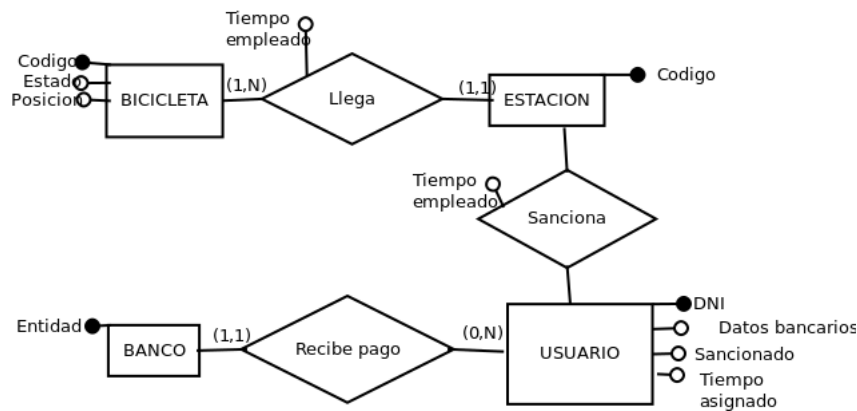 Tiempo
empleado
Codigo
Estado
Posicion
BICICLETA
(1,N)
Llega
(1,1)
ESTACION
Codigo
Tiempo
empleado
Sanciona
Entidad
BANCO
(1,1)
Recibe pago
(0,N)
USUARIO
DNI
Datos bancarios
Sancionado
Tiempo
asignado